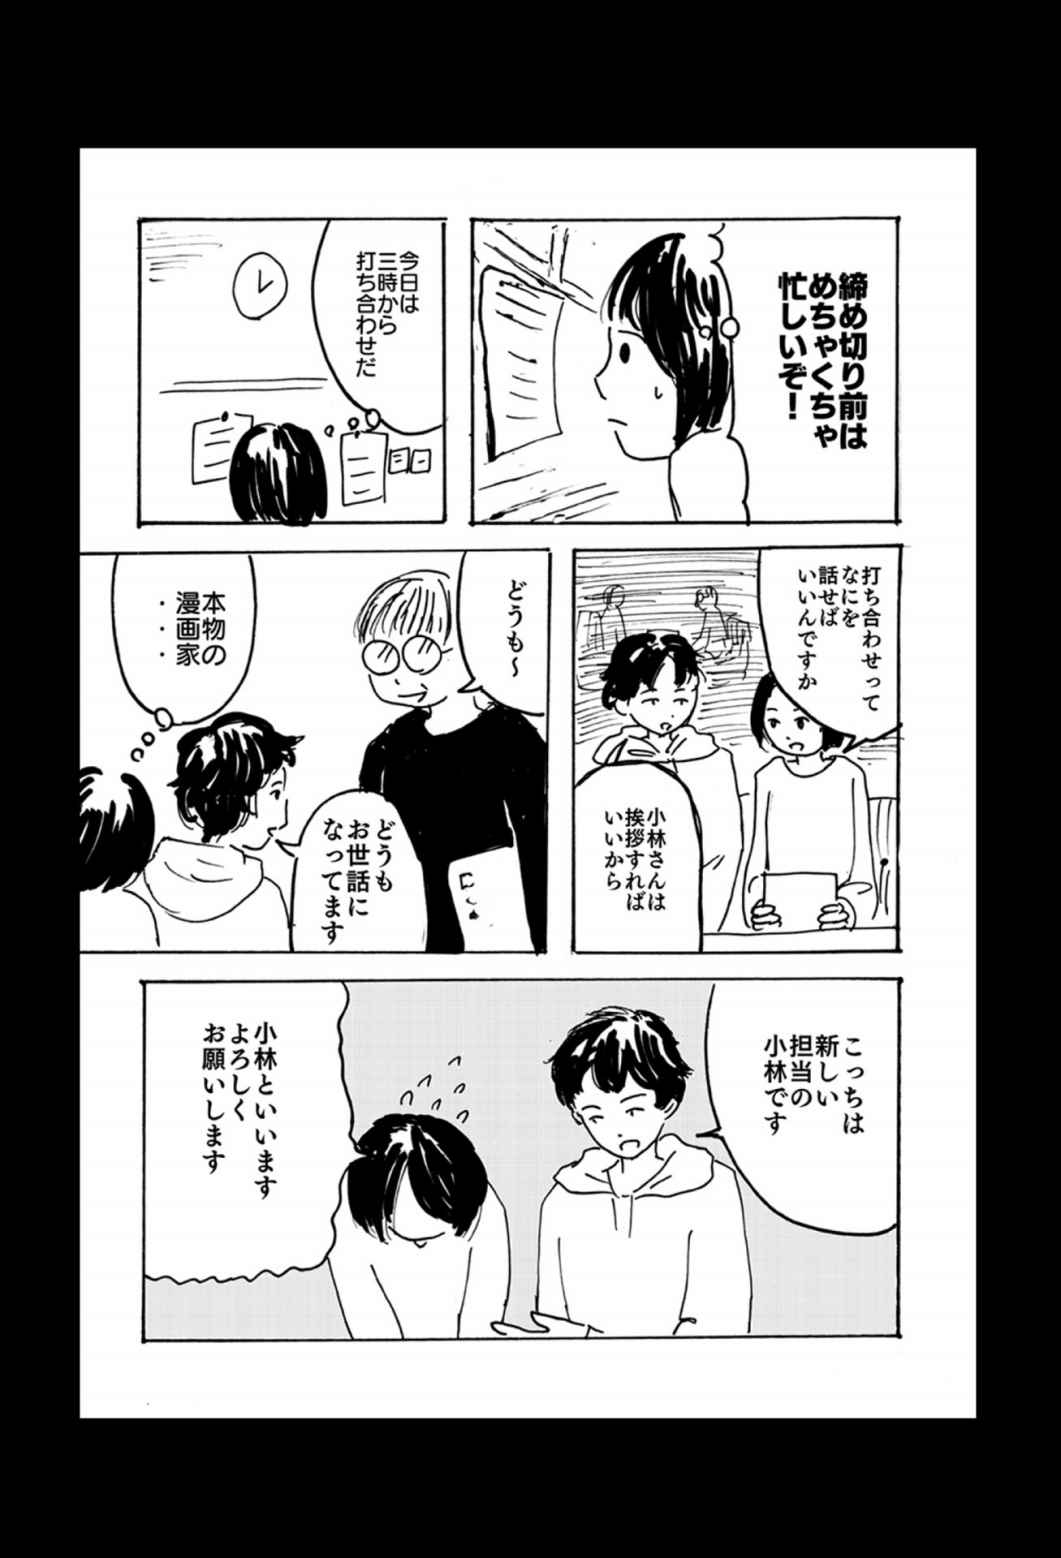 締め切り前は
めちゃくちゃ
忙しいぞ！
今日は
三時から
打ち合わせだ
打ち合わせって
なにを
話せば
いいんですか
小林さんは
挨拶すれば
いいから
どうも〜
本物の
漫画家
・・・
どうも
お世話に
なってます
こっちは
新しい
担当の
小林です
小林といいます
よろしく
お願いします